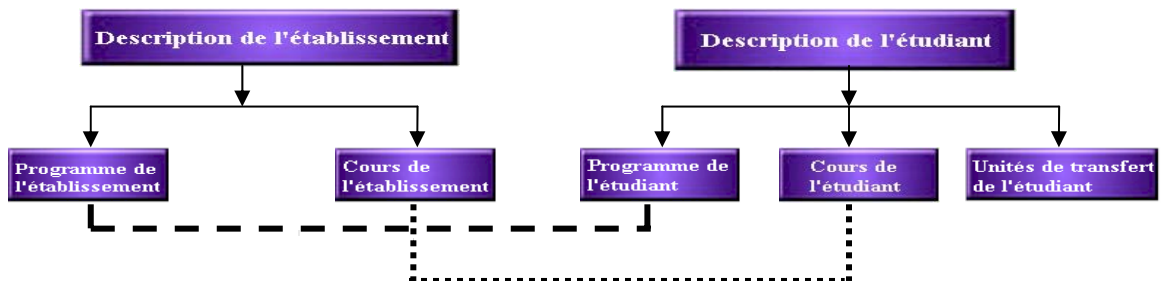 Description de l'établissement
Description de l'étudiant
Programme de
l'établissement
Cours de
l'établissement
Programme de
l'étudiant
Cours de
l'étudiant
Unités de transfert
de l'étudiant